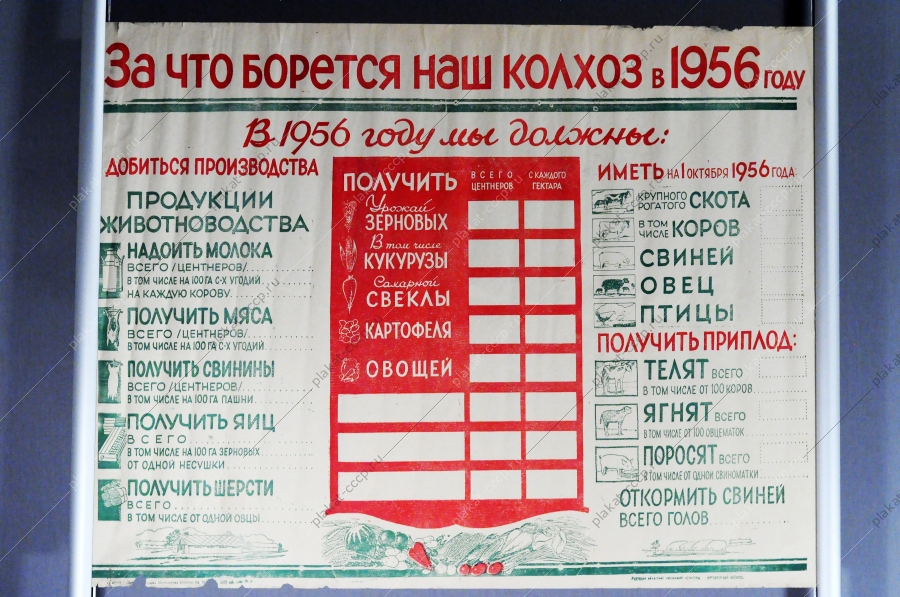 За что борется наш колхоз в 1956 году
В 1956 году мы должны:
ДОБИТЬСЯ ПРОИЗВОДСТВА
ПРОДУКЦИИ
ЖИВОТНОВОДСТВА
НАДОИТЬ МОЛОКА
ВСЕГО /ЦЕНТНЕРОВ/
В ТОМ ЧИСЛЕ НА 100 ГА С-Х УГОДИЙ
НА КАЖДУЮ КОРОВУ
ПОЛУЧИТЬ МЯСА
ВСЕГО /ЦЕНТНЕРОВ/
В ТОМ ЧИСЛЕ НА 100 ГА С-Х УГОДИЙ
ПОЛУЧИТЬ СВИНИНЫ
ВСЕГО /ЦЕНТНЕРОВ/
В ТОМ ЧИСЛЕ НА 100 ГА ПАШНИ
ПОЛУЧИТЬ ЯИЦ
ВСЕГО
В ТОМ ЧИСЛЕ НА 100 ГА ЗЕРНОВЫХ
ОТ ОДНОЙ НЕСУШКИ
ПОЛУЧИТЬ ШЕРСТИ
ВСЕГО
В ТОМ ЧИСЛЕ ОТ ОДНОЙ ОВЦЫ
ПОЛУЧИТЬ
ВСЕГО ЦЕНТНЕРОВ
С КАЖДОГО ГЕКТАРА
Урожай
ЗЕРНОВЫХ
В том числе
КУКУРУЗЫ
Сахарной
СВЕКЛЫ
КАРТОФЕЛЯ
ОВОЩЕЙ
ИМЕТЬ НА 1 ОКТЯБРЯ 1956 ГОДА:
КРУПНОГО РОГАТОГО СКОТА
В ТОМ ЧИСЛЕ КОРОВ
СВИНЕЙ
ОВЕЦ
ПТИЦЫ
ПОЛУЧИТЬ ПРИПЛОД:
ТЕЛЯТ ВСЕГО
В ТОМ ЧИСЛЕ ОТ 100 КОРОВ
ЯГНЯТ ВСЕГО
В ТОМ ЧИСЛЕ ОТ 100 ОВЦЕМАТОК
ПОРОСЯТ ВСЕГО
В ТОМ ЧИСЛЕ ОТ ОДНОЙ СВИНОМАТКИ
ОТКОРМИТЬ СВИНЕЙ
ВСЕГО ГОЛОВ
plakat-cccp.ru